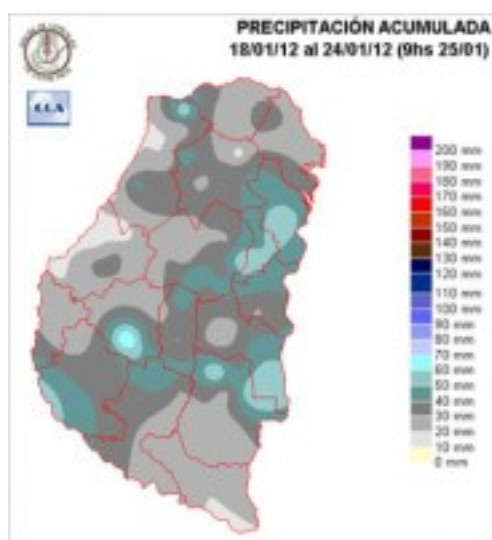 PRECIPITACIÓN ACUMULADA
18/01/12 al 24/01/12 (9hs 25/01)
200 mm
190 mm
180 mm
170 mm
160 mm
150 mm
140 mm
130 mm
120 mm
110 mm
100 mm
90 mm
80 mm
70 mm
60 mm
50 mm
40 mm
30 mm
20 mm
10 mm
0 mm